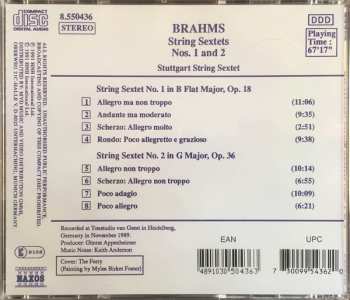 COMPACT
disc
DIGITAL AUDIO
8.550436
STEREO
BRAHMS
String Sextets
Nos. 1 and 2
Stuttgart String Sextet
DDD
Playing
Time :
67'17"
String Sextet No. 1 in B Flat Major, Op. 18
1 Allegro ma non troppo (11:06)
2 Andante ma moderato (9:35)
3 Scherzo: Allegro molto (2:51)
4 Rondo: Poco allegretto e grazioso (9:38)
String Sextet No. 2 in G Major, Op. 36
5 Allegro non troppo (10:14)
6 Scherzo: Allegro non troppo (6:55)
7 Poco adagio (10:09)
8 Poco allegro (6:21)
Recorded at Tonstudio van Geest in Heidelberg,
Germany in November 1989.
Music Notes: Keith Anderson
Cover: The Ferry
(Painting by Myles Birket Foster)
NAXOS
EAN
UPC